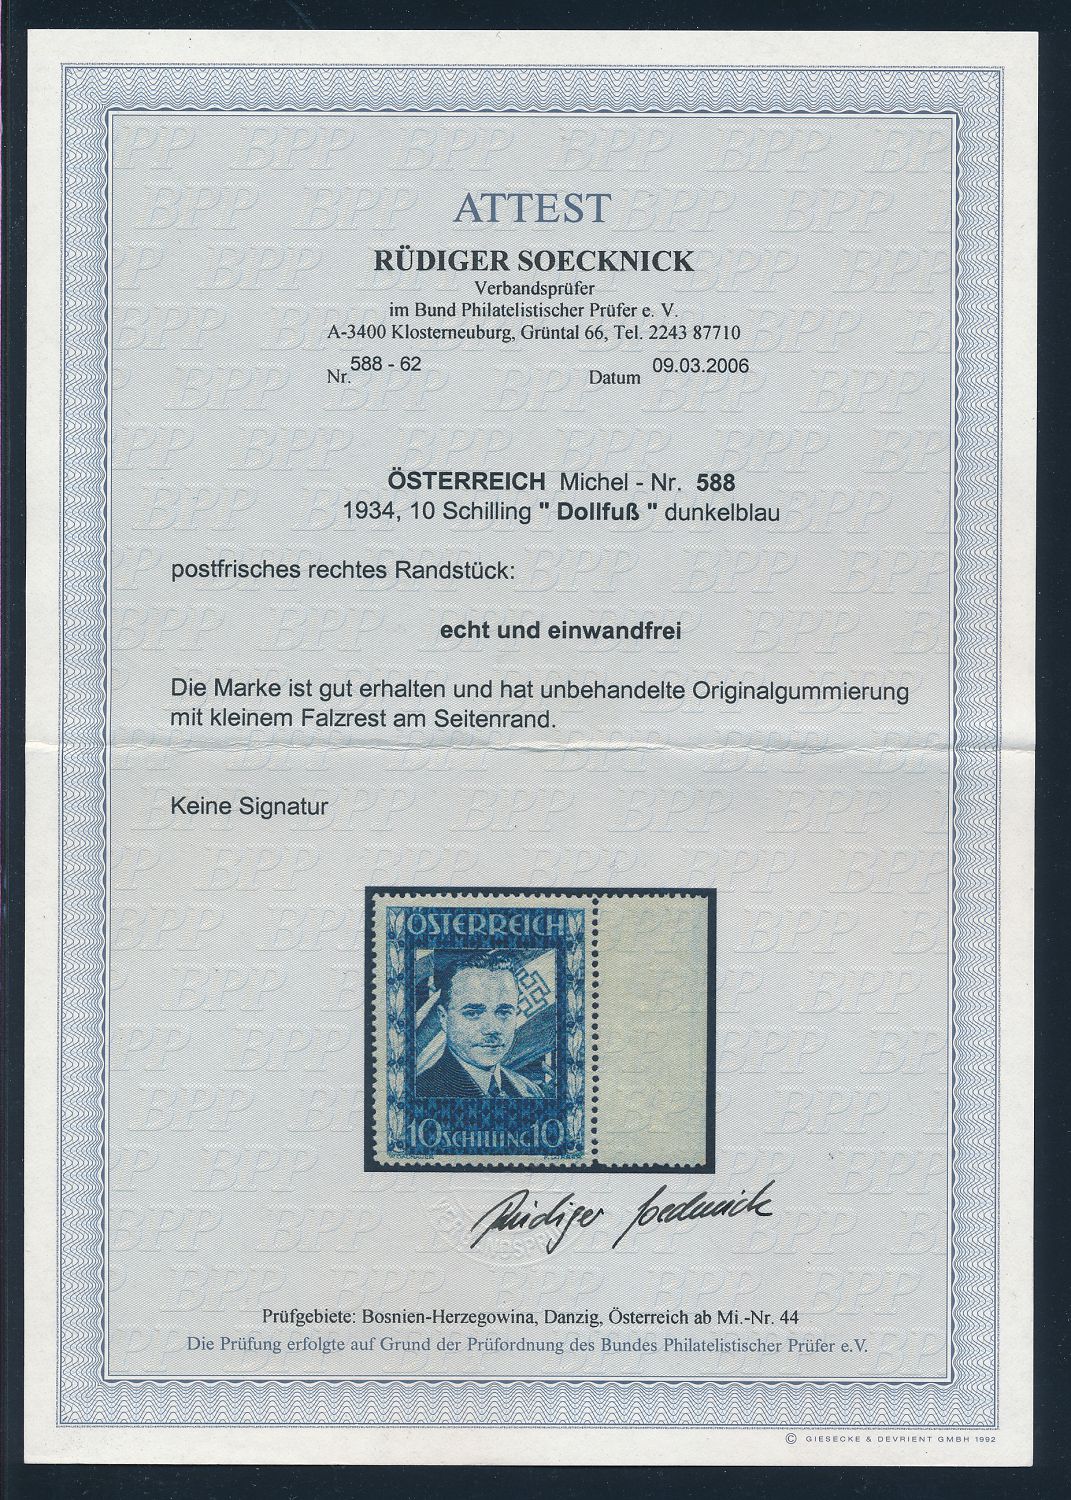 ATTEST
RÜDIGER SOECKNICK
Verbandsprüfer
im Bund Philatelistischer Prüfer e. V.
A-3400 Klosterneuburg, Grüntal 66, Tel. 2243 87710
Nr. 588 - 62 Datum 09.03.2006
ÖSTERREICH Michel - Nr. 588
1934, 10 Schilling " Dollfuß " dunkelblau
postfrisches rechtes Randstück:
echt und einwandfrei
Die Marke ist gut erhalten und hat unbehandelte Originalgummierung
mit kleinem Falzrest am Seitenrand.
Keine Signatur
ÖSTERREICH
10 SCHILLING 10
Rüdiger Soecknick
Prüfgebiete: Bosnien-Herzegowina, Danzig, Österreich ab Mi.-Nr. 44
Die Prüfung erfolgte auf Grund der Prüfordnung des Bundes Philatelistischer Prüfer e.V.
© GIESECKE & DEVRIENT GMBH 1992